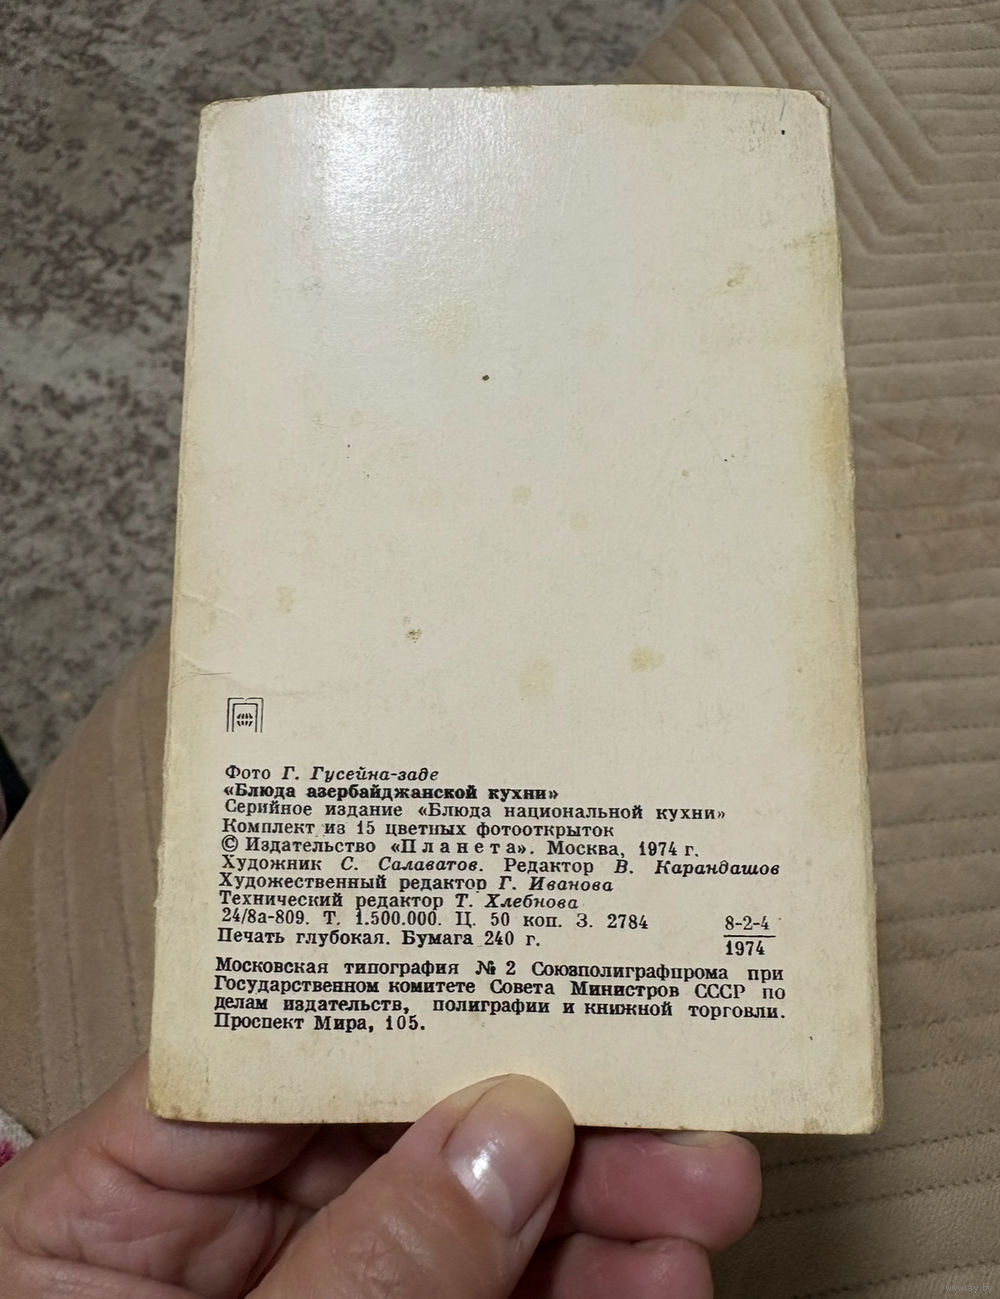 Фото Г. Гусейна-заде
«Блюда азербайджанской кухни»
Серийное издание «Блюда национальной кухни»
Комплект из 15 цветных фотооткрыток
© Издательство «Планета». Москва, 1974 г.
Художник С. Салаватов. Редактор В. Карандашов
Художественный редактор Г. Иванова
Технический редактор Т. Хлебнова
24/8а-809. Т. 1.500.000. Ц. 50 коп. З. 2784
Печать глубокая. Бумага 240 г.
8-2-4
1974
Московская типография № 2 Союзполиграфпрома при
Государственном комитете Совета Министров СССР по
делам издательств, полиграфии и книжной торговли.
Проспект Мира, 105.
www.ay.by